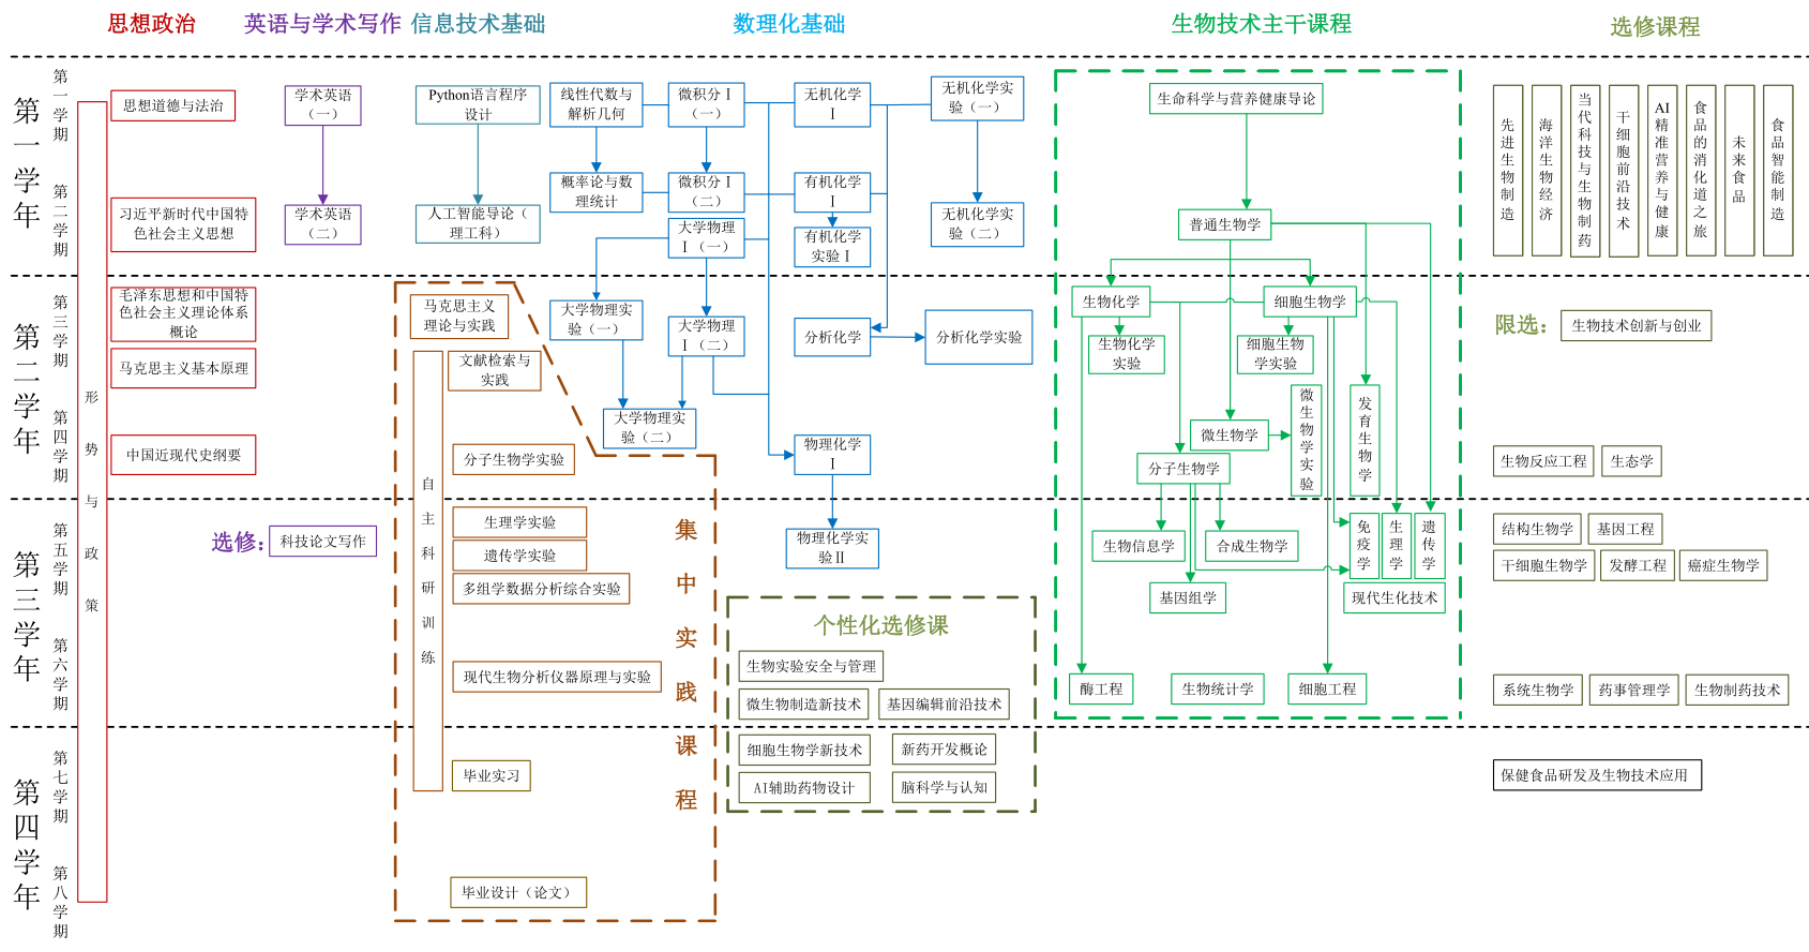 思想政治
英语与学术写作
信息技术基础
数理化基础
生物技术主干课程
选修课程
第一学年
第一学期
第二学期
第二学年
第三学期
第四学期
第三学年
第五学期
第六学期
第四学年
第七学期
第八学期
形势与政策
思想道德与法治
习近平新时代中国特
色社会主义思想
毛泽东思想和中国特
色社会主义理论体系
概论
马克思主义基本原理
中国近现代史纲要
学术英语
（一）
学术英语
（二）
选修：
科技论文写作
Python语言程序
设计
人工智能导论（
理工科）
线性代数与
解析几何
微积分 I
（一）
无机化学
I
无机化学实
验（一）
概率论与数
理统计
微积分 I
（二）
有机化学
I
无机化学实
验（二）
大学物理
I（一）
有机化学
实验 I
大学物理实
验（一）
大学物理
I（二）
分析化学
分析化学实验
大学物理实
验（二）
物理化学
I
物理化学实
验II
马克思主义
理论与实践
自主科研训练
文献检索与
实践
分子生物学实验
生理学实验
遗传学实验
多组学数据分析综合实验
现代生物分析仪器原理与实验
毕业实习
毕业设计（论文）
集中实践课程
个性化选修课
生物实验安全与管理
微生物制造新技术
基因编辑前沿技术
细胞生物学新技术
新药开发概论
AI辅助药物设计
脑科学与认知
生命科学与营养健康导论
普通生物学
生物化学
细胞生物学
生物化学
实验
细胞生物
学实验
微生物学
微生物学实验
发育生物学
分子生物学
生物信息学
合成生物学
免疫学
生理学
遗传学
基因组学
现代生化技术
酶工程
生物统计学
细胞工程
先进生物制造
海洋生物经济
当代科技与生物制药
干细胞前沿技术
AI精准营养与健康
食品的消化道之旅
未来食品
食品智能制造
限选：
生物技术创新与创业
生物反应工程
生态学
结构生物学
基因工程
干细胞生物学
发酵工程
癌症生物学
系统生物学
药事管理学
生物制药技术
保健食品研发及生物技术应用